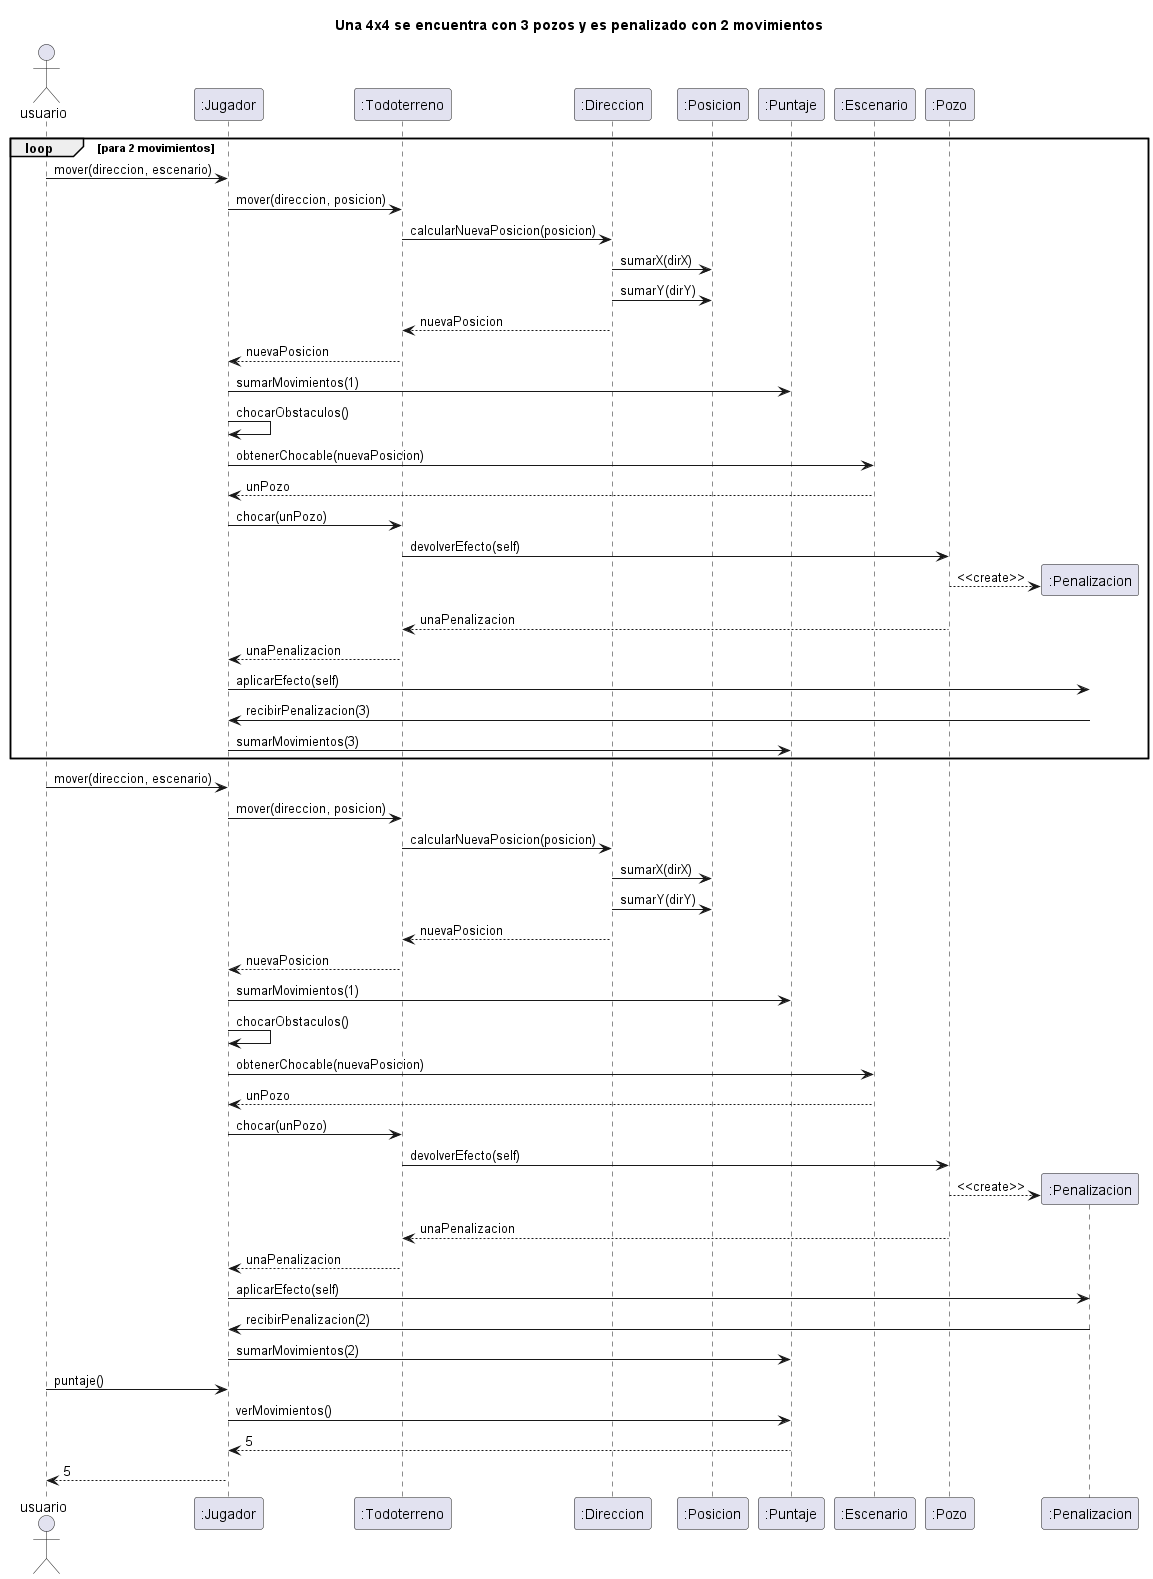 Una 4x4 se encuentra con 3 pozos y es penalizado con 2 movimientos
usuario
:Jugador
:Todoterreno
:Direccion
:Posicion
:Puntaje
:Escenario
:Pozo
loop
[para 2 movimientos]
mover(direccion, escenario)
mover(direccion, posicion)
calcularNuevaPosicion(posicion)
sumarX(dirX)
sumarY(dirY)
nuevaPosicion
nuevaPosicion
sumarMovimientos(1)
chocarObstaculos()
obtenerChocable(nuevaPosicion)
unPozo
chocar(unPozo)
devolverEfecto(self)
<<create>>
:Penalizacion
unaPenalizacion
unaPenalizacion
aplicarEfecto(self)
recibirPenalizacion(3)
sumarMovimientos(3)
mover(direccion, escenario)
mover(direccion, posicion)
calcularNuevaPosicion(posicion)
sumarX(dirX)
sumarY(dirY)
nuevaPosicion
nuevaPosicion
sumarMovimientos(1)
chocarObstaculos()
obtenerChocable(nuevaPosicion)
unPozo
chocar(unPozo)
devolverEfecto(self)
<<create>>
:Penalizacion
unaPenalizacion
unaPenalizacion
aplicarEfecto(self)
recibirPenalizacion(2)
sumarMovimientos(2)
puntaje()
verMovimientos()
5
5
usuario
:Jugador
:Todoterreno
:Direccion
:Posicion
:Puntaje
:Escenario
:Pozo
:Penalizacion